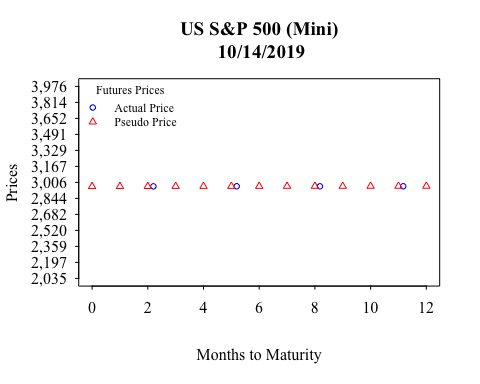 US S&P 500 (Mini)
10/14/2019
Futures Prices
Actual Price
Pseudo Price
Prices
3,976
3,814
3,652
3,491
3,329
3,167
3,006
2,844
2,682
2,520
2,359
2,197
2,035
0 2 4 6 8 10 12
Months to Maturity